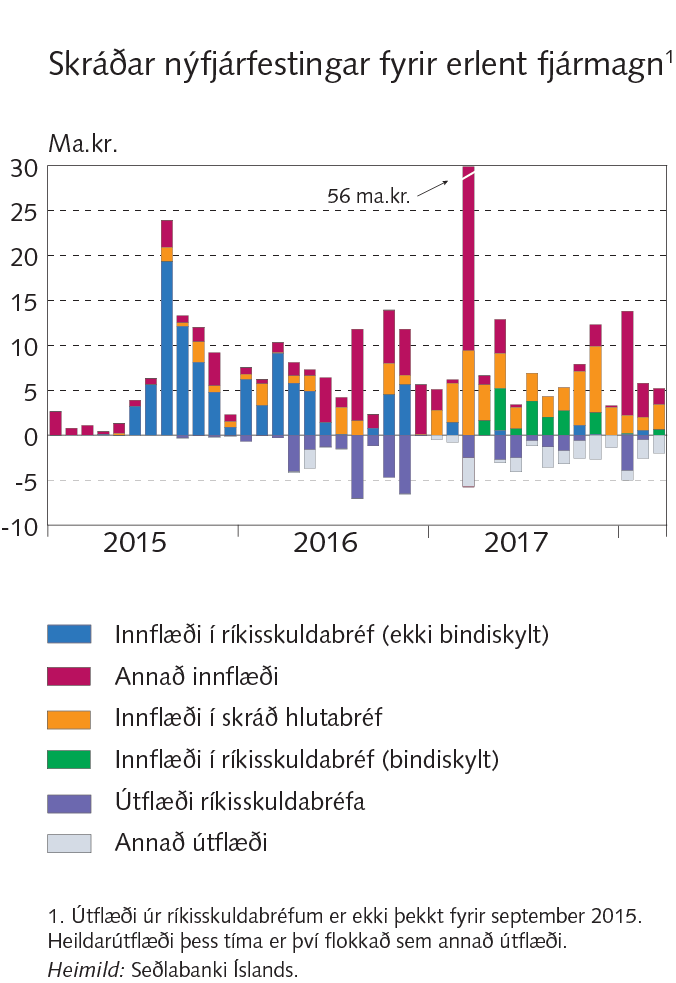 Skráðar nýfjárfestingar fyrir erlent fjármagn¹
Ma.kr.
30
25
20
15
10
5
0
-5
-10
56 ma.kr.
2015
2016
2017
Innflæði í ríkisskuldabréf (ekki bindiskylt)
Annað innflæði
Innflæði í skráð hlutabréf
Innflæði í ríkisskuldabréf (bindiskylt)
Útflæði ríkisskuldabréfa
Annað útflæði
1. Útflæði úr ríkisskuldabréfum er ekki þekkt fyrir september 2015.
Heildarútflæði þess tíma er því flokkað sem annað útflæði.
Heimild: Seðlabanki Íslands.